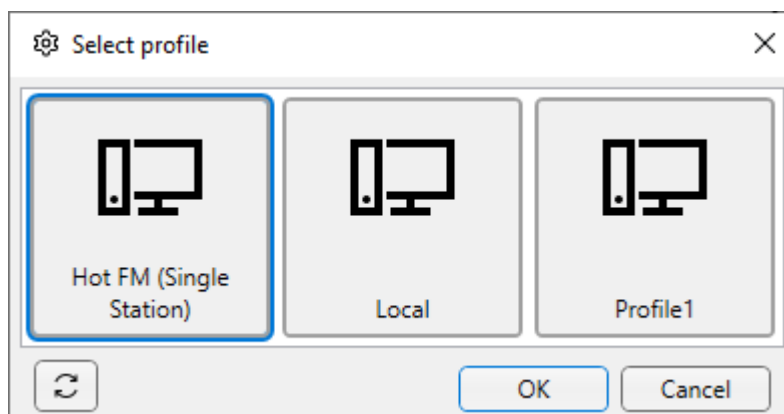 Select profile
Hot FM (Single
Station)
Local
Profile1
OK
Cancel